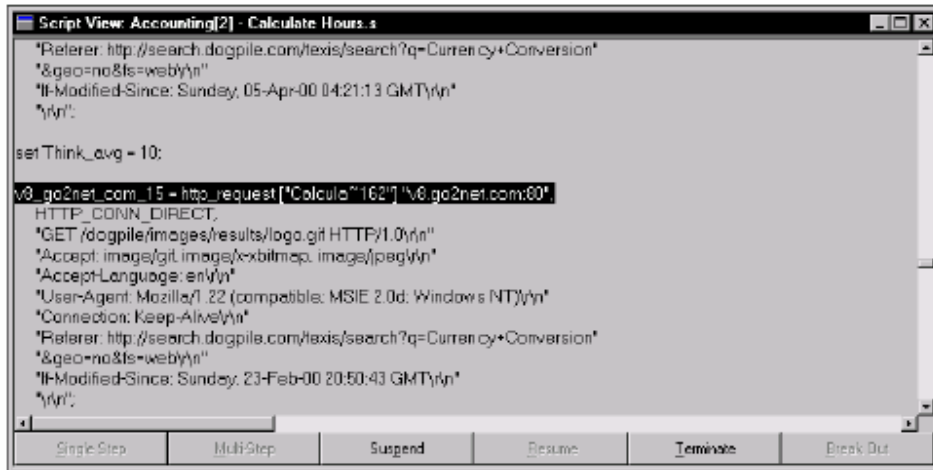 Script View: Accounting[2] - Calculate Hours.s
"Referer: http://search.dogpile.com/texis/search?q=Currency+Conversion"
"&geo=no&fs=web\r\n"
"If-Modified-Since: Sunday, 05-Apr-00 04:21:13 GMT\r\n"
"\r\n";
set Think_avg = 10;
v8_go2net_com_15 = http_request ["Calcula~162"] "v8.go2net.com:80",
HTTP_CONN_DIRECT,
"GET /dogpile/images/results/logo.gif HTTP/1.0\r\n"
"Accept: image/gif, image/x-xbitmap, image/jpeg\r\n"
"Accept-Language: en\r\n"
"User-Agent: Mozilla/1.22 (compatible; MSIE 2.0d; Windows NT)\r\n"
"Connection: Keep-Alive\r\n"
"Referer: http://search.dogpile.com/texis/search?q=Currency+Conversion"
"&geo=no&fs=web\r\n"
"If-Modified-Since: Sunday, 23-Feb-00 20:50:43 GMT\r\n"
"\r\n";
Single-Step Multi-Step Suspend Resume Terminate Break Out